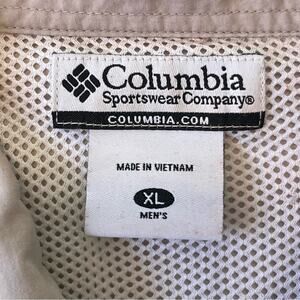 Columbia
Sportswear Company®
COLUMBIA.COM
MADE IN VIETNAM
XL
MEN'S